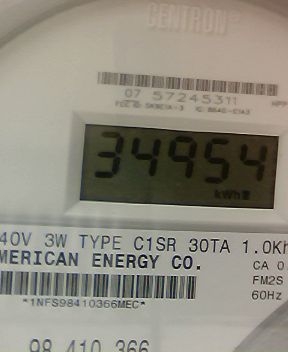 CENTRON
07 57245311
34954
kWh
40V 3W TYPE C1SR 30TA 1.0Kh
MERICAN ENERGY CO.
CA 0.
FM2S
60Hz
*1NFS98410366MEC*
98 410 366